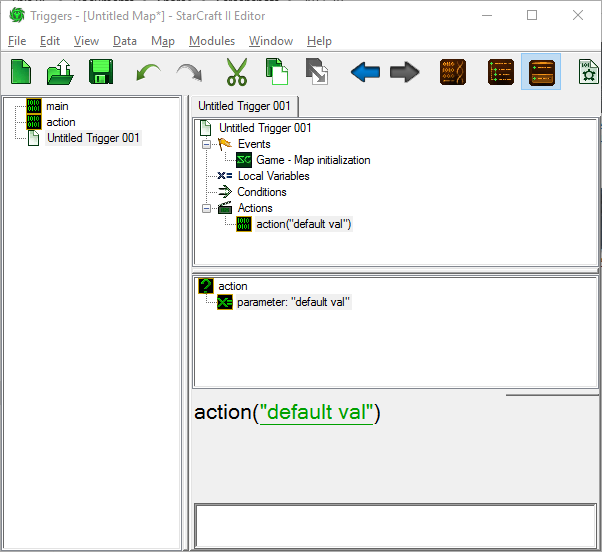 Triggers - [Untitled Map*] - StarCraft II Editor
File Edit View Data Map Modules Window Help
main
action
Untitled Trigger 001
Untitled Trigger 001
Untitled Trigger 001
Events
Game - Map initialization
Local Variables
Conditions
Actions
action("default val")
action
parameter: "default val"
action("default val")